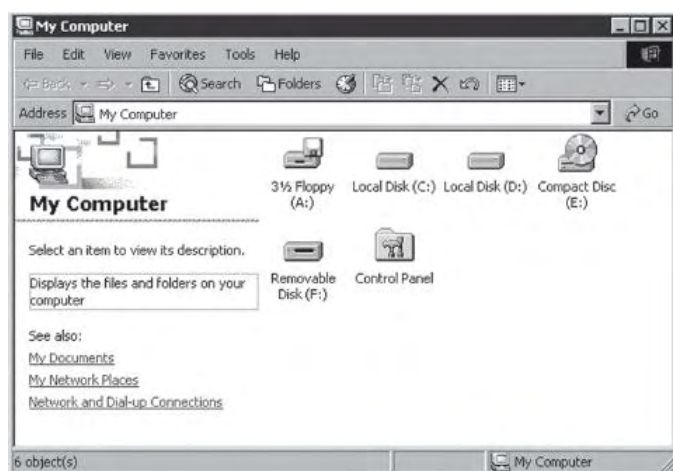 My Computer
File Edit View Favorites Tools Help
Back Search Folders
Address My Computer Go
My Computer
Select an item to view its description.
Displays the files and folders on your
computer
See also:
My Documents
My Network Places
Network and Dial-up Connections
3½ Floppy
(A:)
Local Disk (C:)
Local Disk (D:)
Compact Disc
(E:)
Removable
Disk (F:)
Control Panel
6 object(s) My Computer